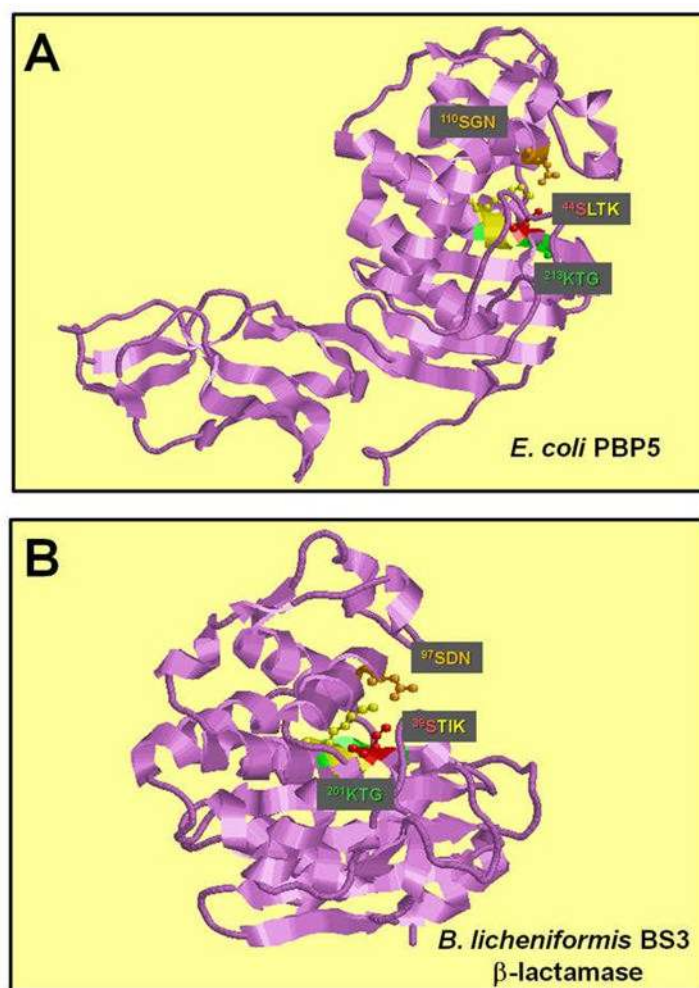 A
¹¹⁰SGN
⁴⁴SLTK
²¹³KTG
E. coli PBP5
B
⁹⁷SDN
³⁹STIK
²⁰¹KTG
B. licheniformis BS3
β-lactamase